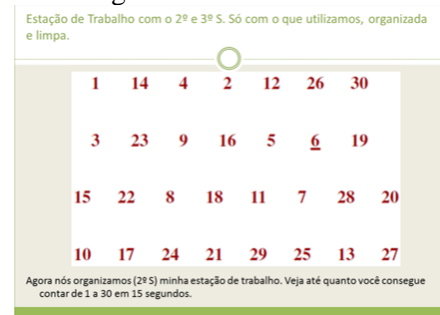 Estação de Trabalho com o 2º e 3º S. Só com o que utilizamos, organizada
e limpa.
1 14 4 2 12 26 30
3 23 9 16 5 6 19
15 22 8 18 11 7 28 20
10 17 24 21 29 25 13 27
Agora nós organizamos (2º S) minha estação de trabalho. Veja até quanto você consegue
contar de 1 a 30 em 15 segundos.